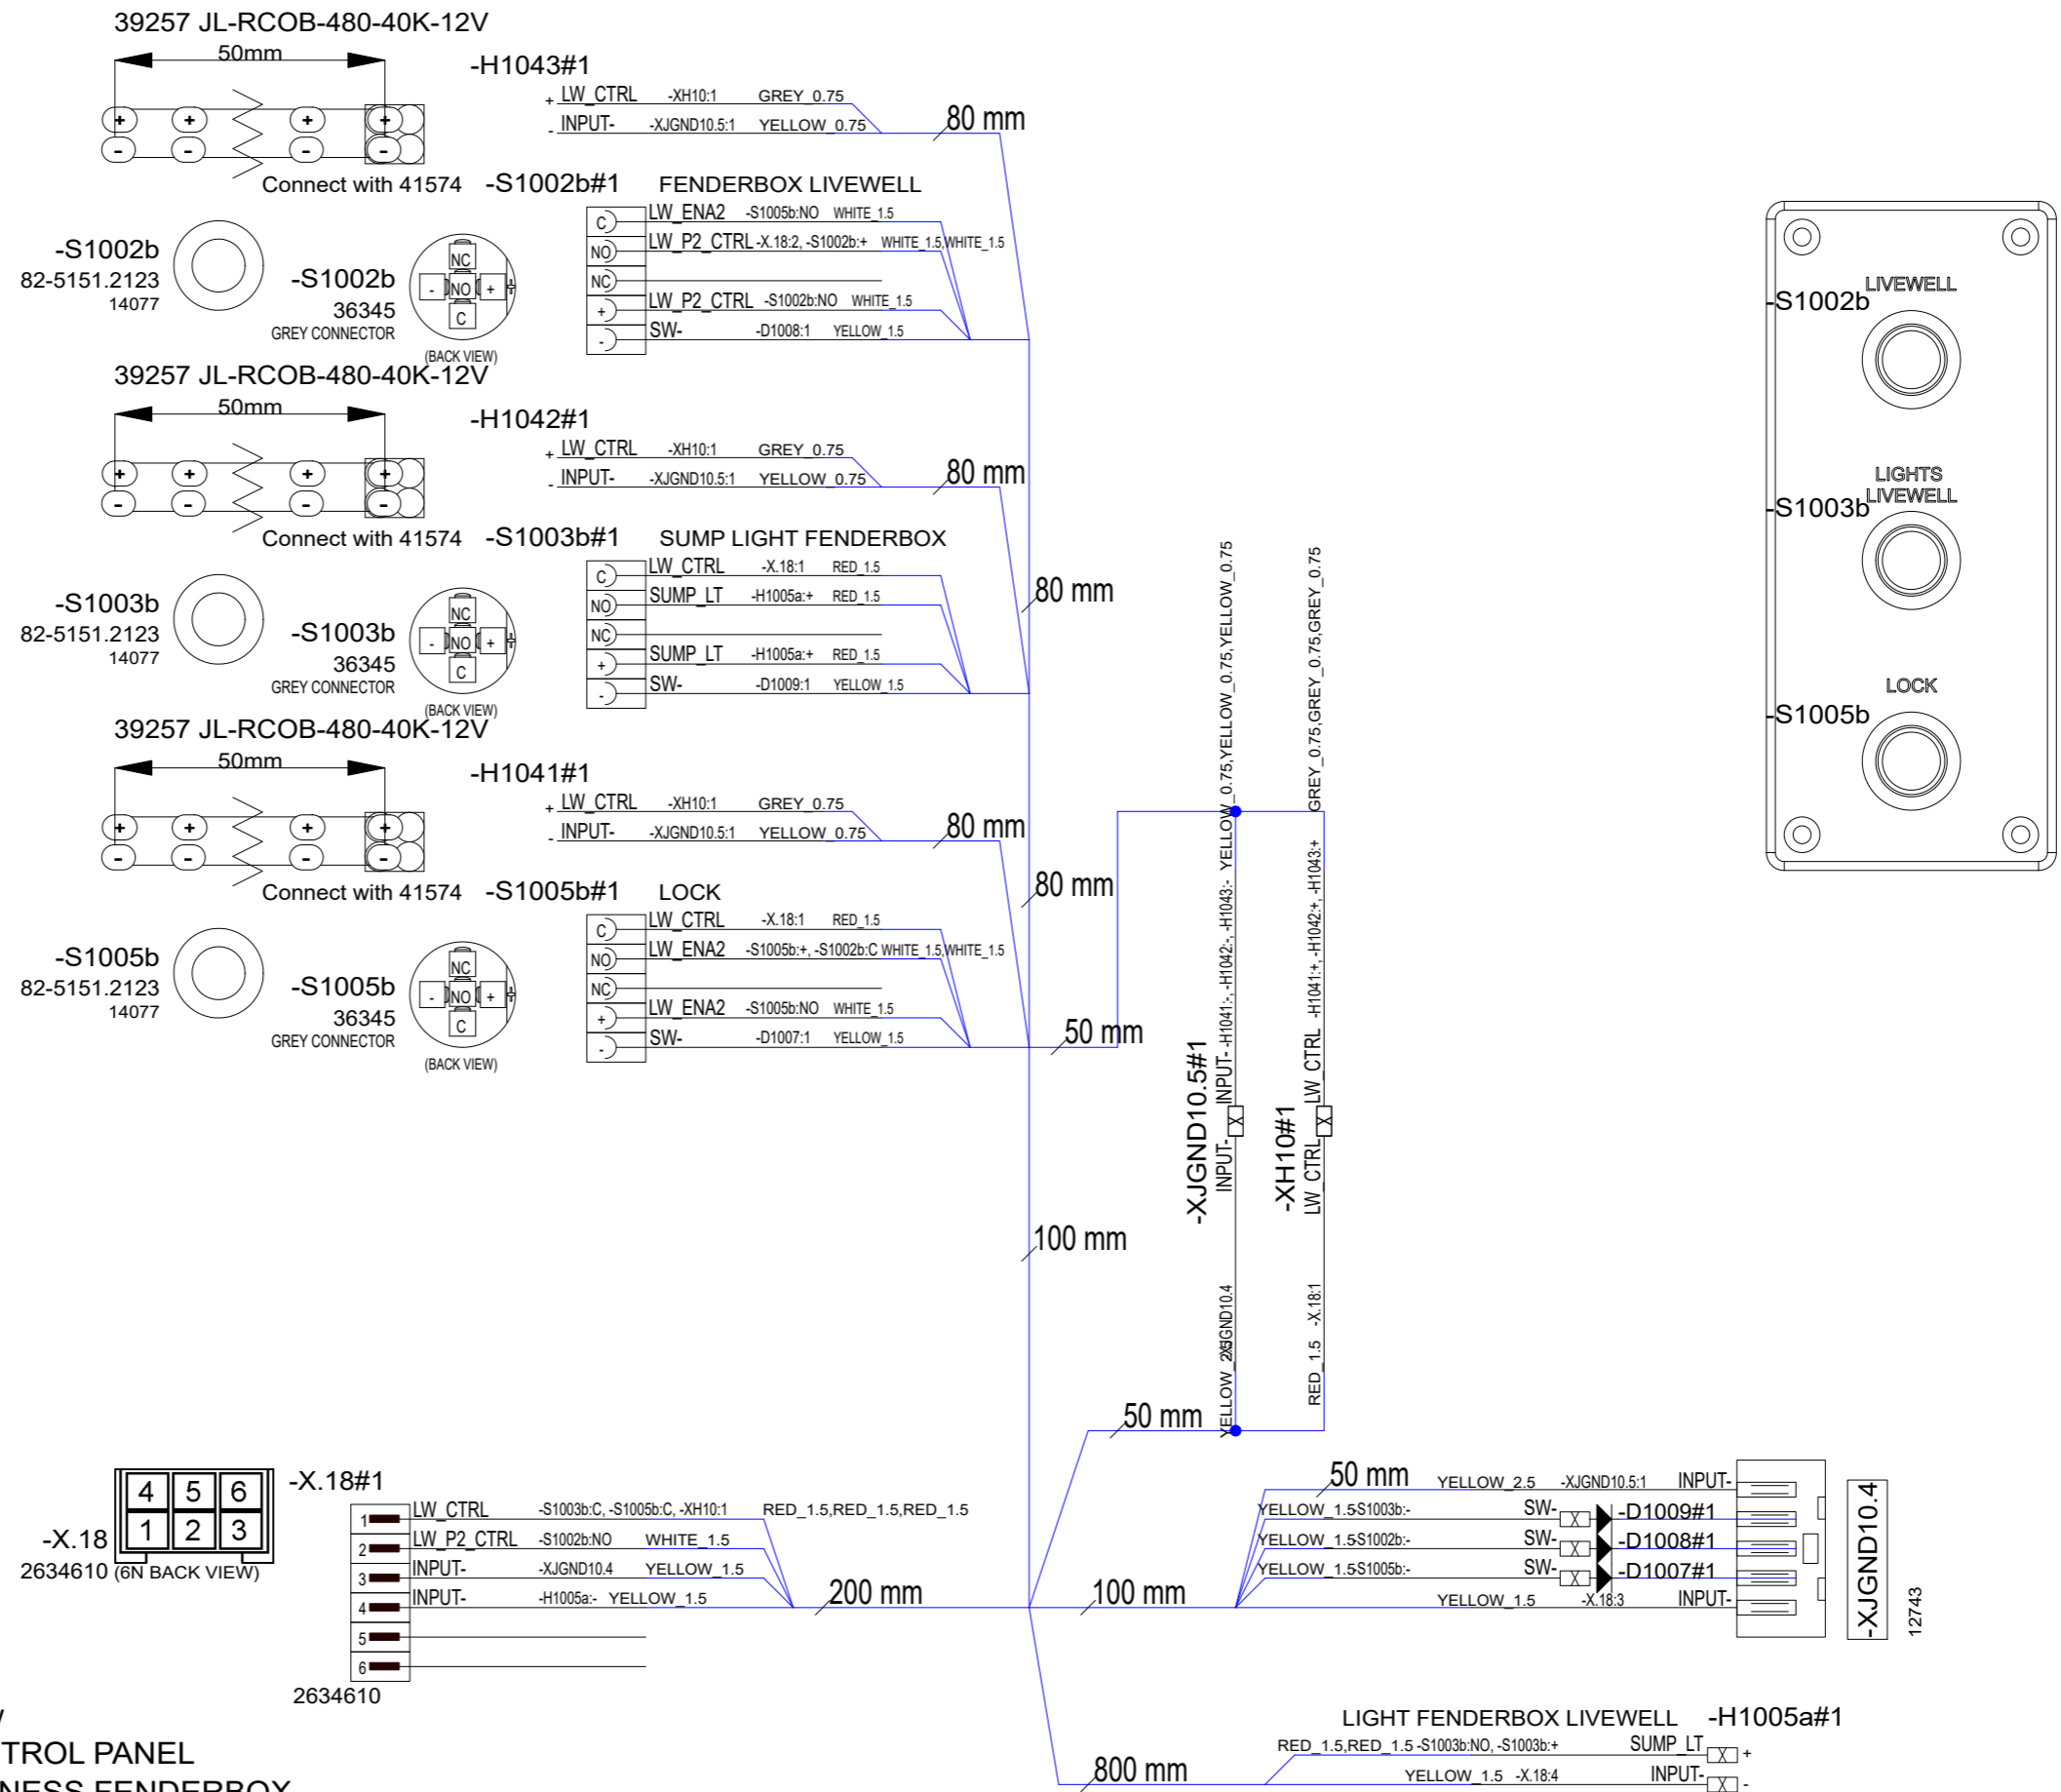 39257 JL-RCOB-480-40K-12V
50mm
+ + + +
- - - -
Connect with 41574
-H1043#1
+ LW_CTRL -XH10:1 GREY_0.75
- INPUT- -XJGND10.5:1 YELLOW_0.75
80 mm
-S1002b#1 FENDERBOX LIVEWELL
C LW_ENA2 -S1005b:NO WHITE_1.5
NO LW_P2_CTRL -X.18:2, -S1002b:+ WHITE_1.5,WHITE_1.5
NC
+ LW_P2_CTRL -S1002b:NO WHITE_1.5
- SW- -D1008:1 YELLOW_1.5
-S1002b
82-5151.2123
14077
-S1002b
36345
GREY CONNECTOR
NC
- NO +
C
(BACK VIEW)
39257 JL-RCOB-480-40K-12V
50mm
+ + + +
- - - -
Connect with 41574
-H1042#1
+ LW_CTRL -XH10:1 GREY_0.75
- INPUT- -XJGND10.5:1 YELLOW_0.75
80 mm
-S1003b#1 SUMP LIGHT FENDERBOX
C LW_CTRL -X.18:1 RED_1.5
NO SUMP_LT -H1005a:+ RED_1.5
NC
+ SUMP_LT -H1005a:+ RED_1.5
- SW- -D1009:1 YELLOW_1.5
80 mm
-S1003b
82-5151.2123
14077
-S1003b
36345
GREY CONNECTOR
NC
- NO +
C
(BACK VIEW)
39257 JL-RCOB-480-40K-12V
50mm
+ + + +
- - - -
Connect with 41574
-H1041#1
+ LW_CTRL -XH10:1 GREY_0.75
- INPUT- -XJGND10.5:1 YELLOW_0.75
80 mm
80 mm
-S1005b#1 LOCK
C LW_CTRL -X.18:1 RED_1.5
NO LW_ENA2 -S1005b:+, -S1002b:C WHITE_1.5,WHITE_1.5
NC
+ LW_ENA2 -S1005b:NO WHITE_1.5
- SW- -D1007:1 YELLOW_1.5
50 mm
-S1005b
82-5151.2123
14077
-S1005b
36345
GREY CONNECTOR
NC
- NO +
C
(BACK VIEW)
-XJGND10.5#1
INPUT- -H1041:-, -H1042:-, -H1043:- YELLOW_0.75,YELLOW_0.75,YELLOW_0.75
X
INPUT-
-XJGND10.4
-XH10#1
LW_CTRL -H1041:+, -H1042:+, -H1043:+ GREY_0.75,GREY_0.75,GREY_0.75
X
LW_CTRL
RED_1.5 -X.18:1
LIVEWELL
-S1002b
LIGHTS
LIVEWELL
-S1003b
LOCK
-S1005b
100 mm
50 mm
4 5 6
1 2 3
-X.18
2634610 (6N BACK VIEW)
-X.18#1
1 LW_CTRL -S1003b:C, -S1005b:C, -XH10:1 RED_1.5,RED_1.5,RED_1.5
2 LW_P2_CTRL -S1002b:NO WHITE_1.5
3 INPUT- -XJGND10.4 YELLOW_1.5
4 INPUT- -H1005a:- YELLOW_1.5
5
6
2634610
200 mm
100 mm
50 mm
YELLOW_2.5 -XJGND10.5:1 INPUT-
YELLOW_1.5 -S1003b:- SW- X -D1009#1
YELLOW_1.5 -S1002b:- SW- X -D1008#1
YELLOW_1.5 -S1005b:- SW- X -D1007#1
YELLOW_1.5 -X.18:3 INPUT-
-XJGND10.4
12743
LIGHT FENDERBOX LIVEWELL -H1005a#1
RED_1.5,RED_1.5 -S1003b:NO, -S1003b:+ SUMP_LT X +
800 mm
YELLOW_1.5 -X.18:4 INPUT- X -
TROL PANEL
NESS FENDERBOX